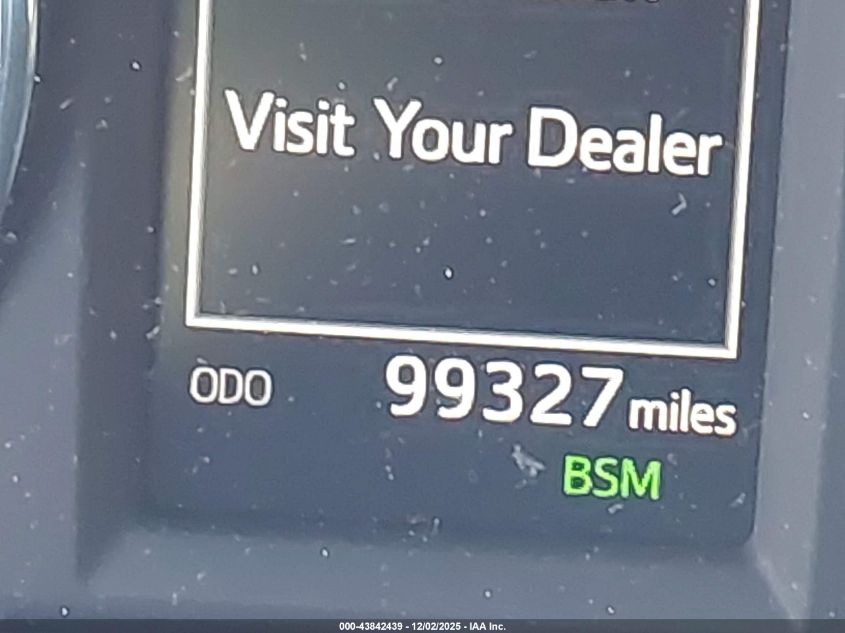 Visit Your Dealer
ODO 99327 miles
BSM
000-43842439 - 12/02/2025 - IAA Inc.